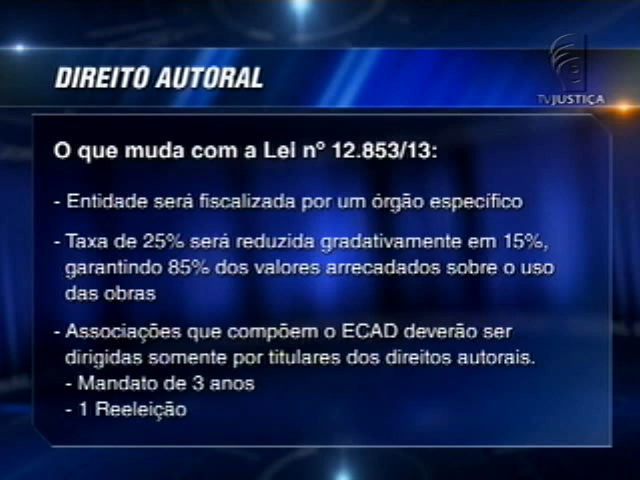 DIREITO AUTORAL
TVJUSTIÇA
O que muda com a Lei nº 12.853/13:
- Entidade será fiscalizada por um órgão específico
- Taxa de 25% será reduzida gradativamente em 15%,
garantindo 85% dos valores arrecadados sobre o uso
das obras
- Associações que compõem o ECAD deverão ser
dirigidas somente por titulares dos direitos autorais.
- Mandato de 3 anos
- 1 Reeleição